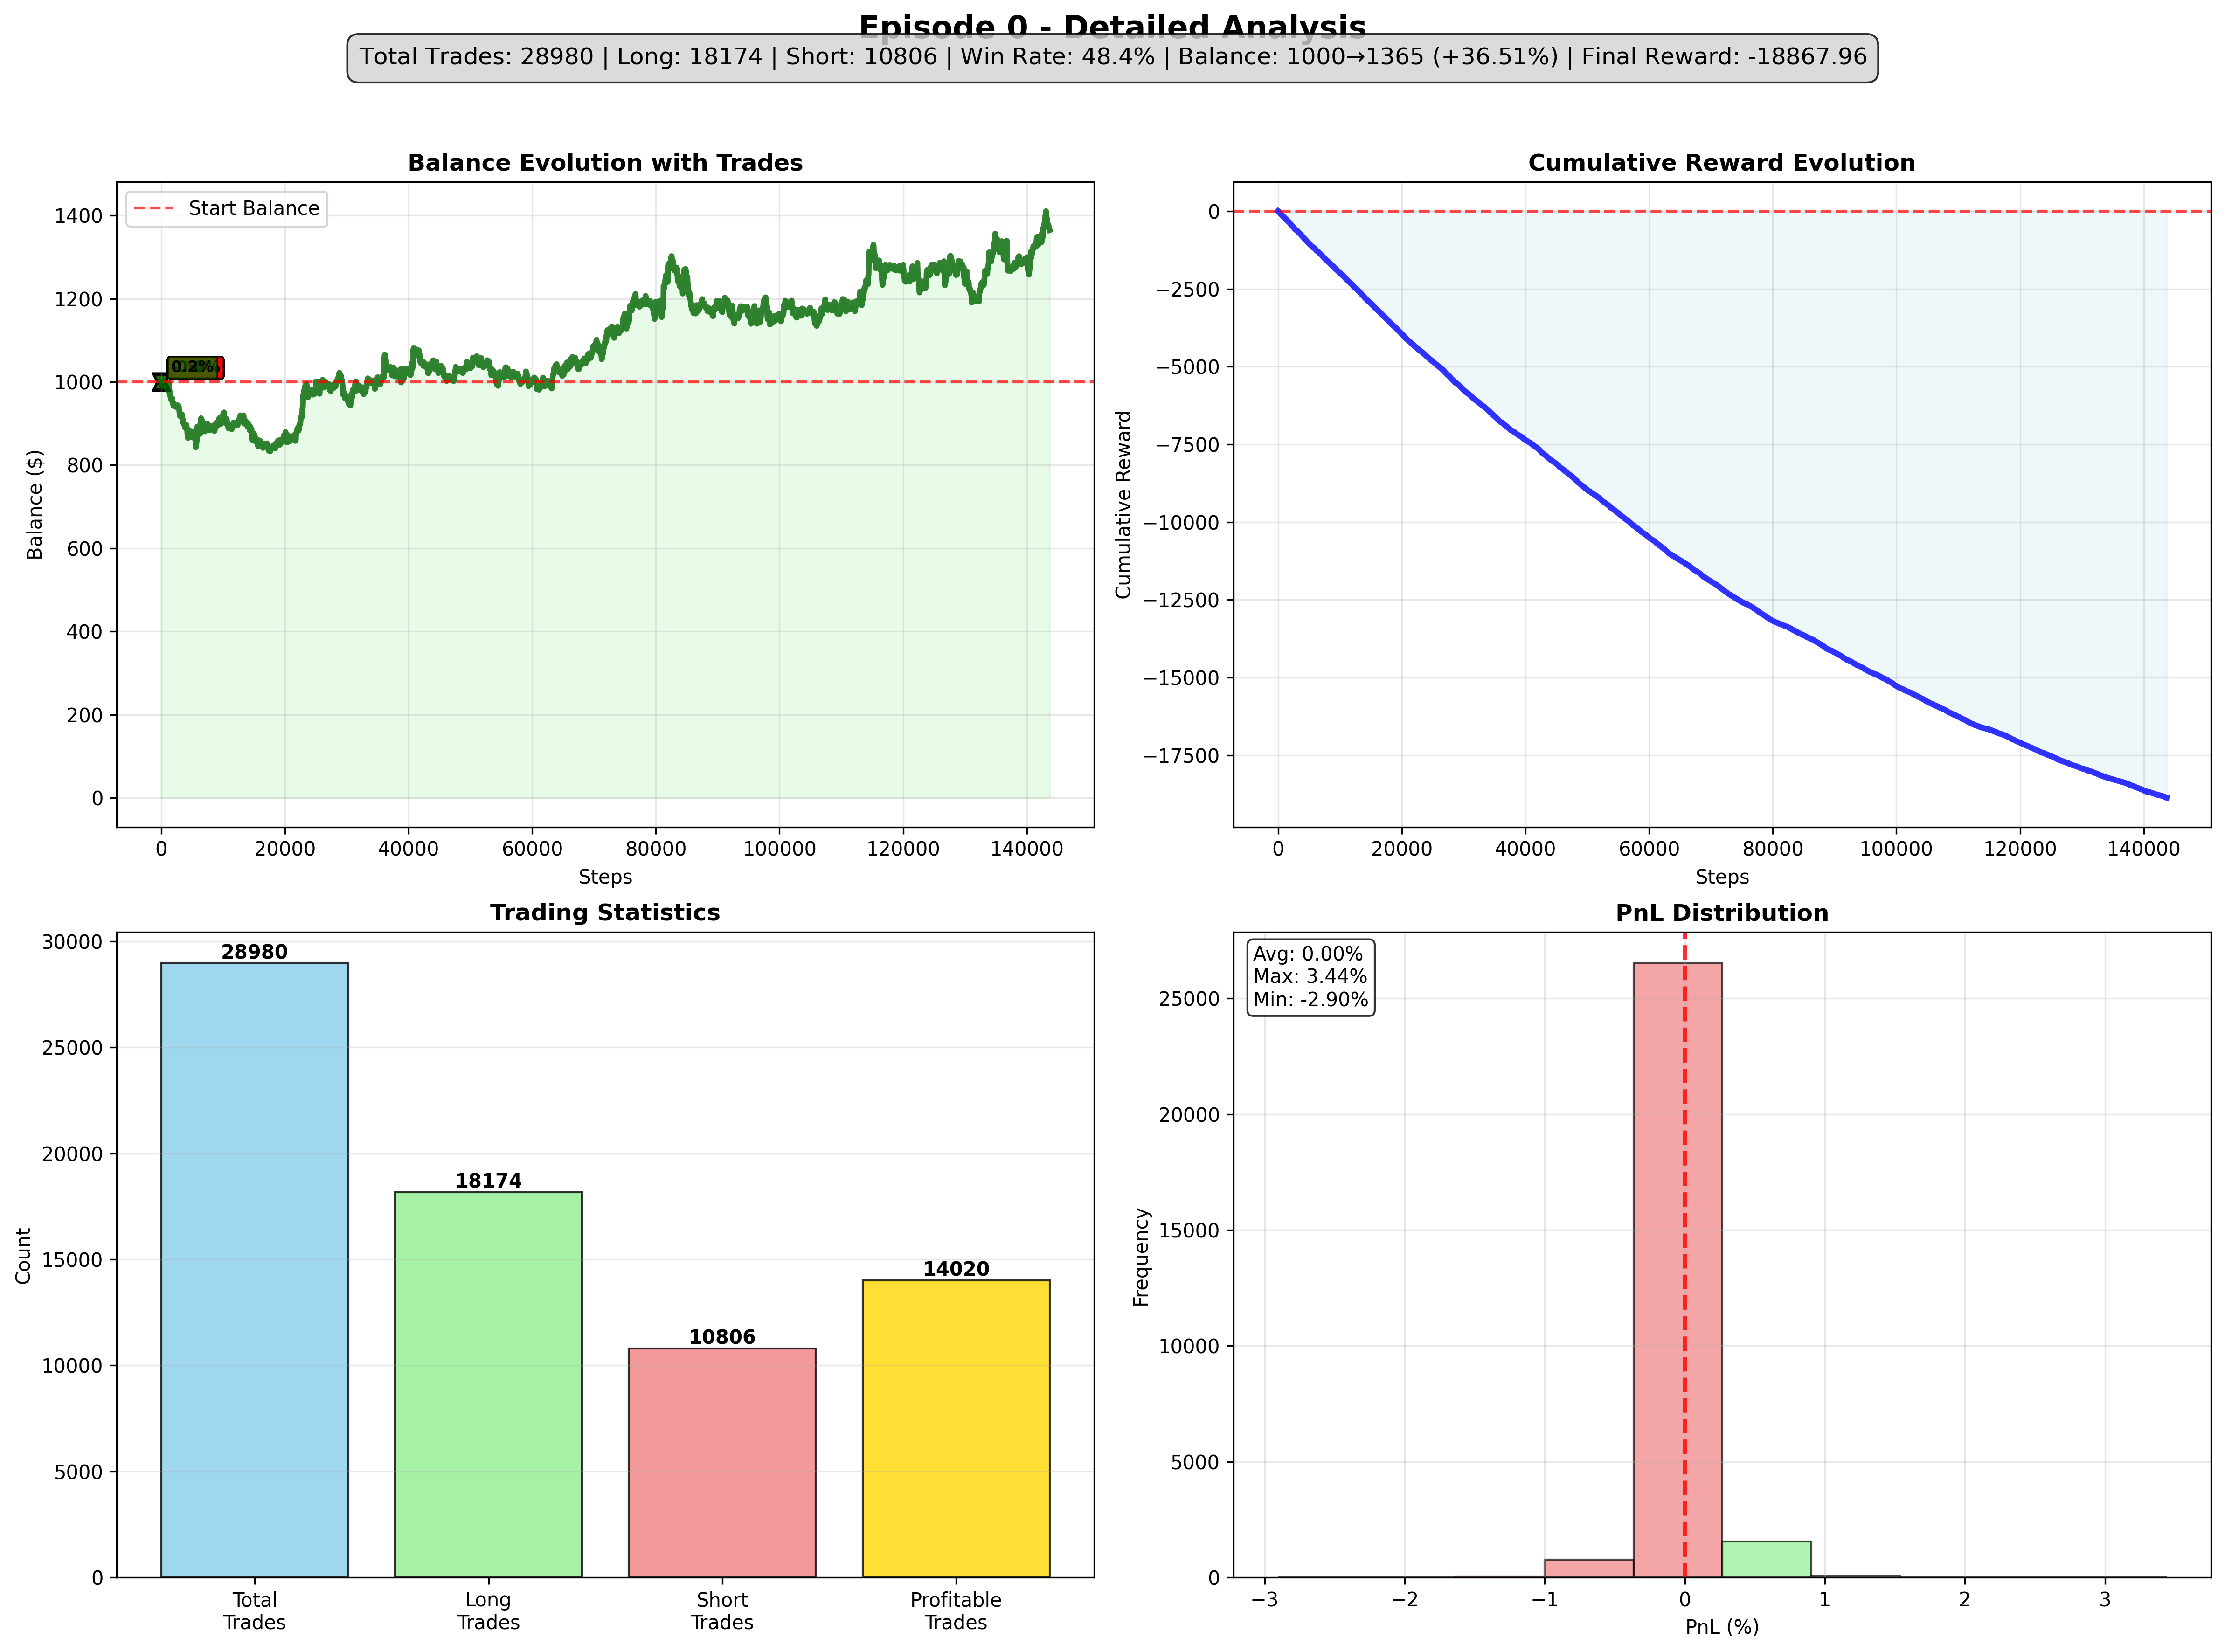 Episode 0 - Detailed Analysis
Total Trades: 28980 | Long: 18174 | Short: 10806 | Win Rate: 48.4% | Balance: 1000→1365 (+36.51%) | Final Reward: -18867.96
Balance Evolution with Trades
Start Balance
1400
1200
1000
800
600
400
200
0
Balance ($)
0
20000
40000
60000
80000
100000
120000
140000
Steps
Cumulative Reward Evolution
0
−2500
−5000
−7500
−10000
−12500
−15000
−17500
Cumulative Reward
0
20000
40000
60000
80000
100000
120000
140000
Steps
Trading Statistics
30000
25000
20000
15000
10000
5000
0
Count
28980
18174
10806
14020
Total
Trades
Long
Trades
Short
Trades
Profitable
Trades
PnL Distribution
Avg: 0.00%
Max: 3.44%
Min: -2.90%
25000
20000
15000
10000
5000
0
Frequency
−3
−2
−1
0
1
2
3
PnL (%)